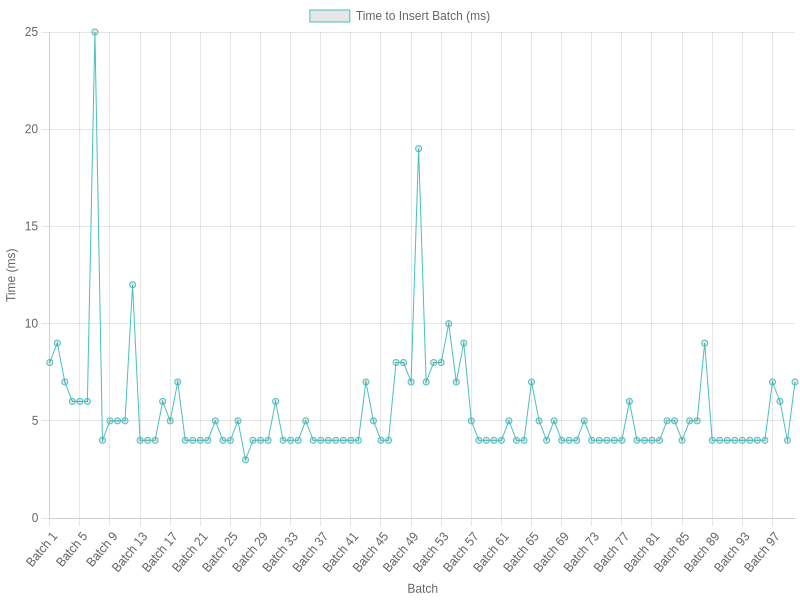 Time to Insert Batch (ms)
25
20
15
10
5
0
Time (ms)
Batch 1
Batch 5
Batch 9
Batch 13
Batch 17
Batch 21
Batch 25
Batch 29
Batch 33
Batch 37
Batch 41
Batch 45
Batch 49
Batch 53
Batch 57
Batch 61
Batch 65
Batch 69
Batch 73
Batch 77
Batch 81
Batch 85
Batch 89
Batch 93
Batch 97
Batch